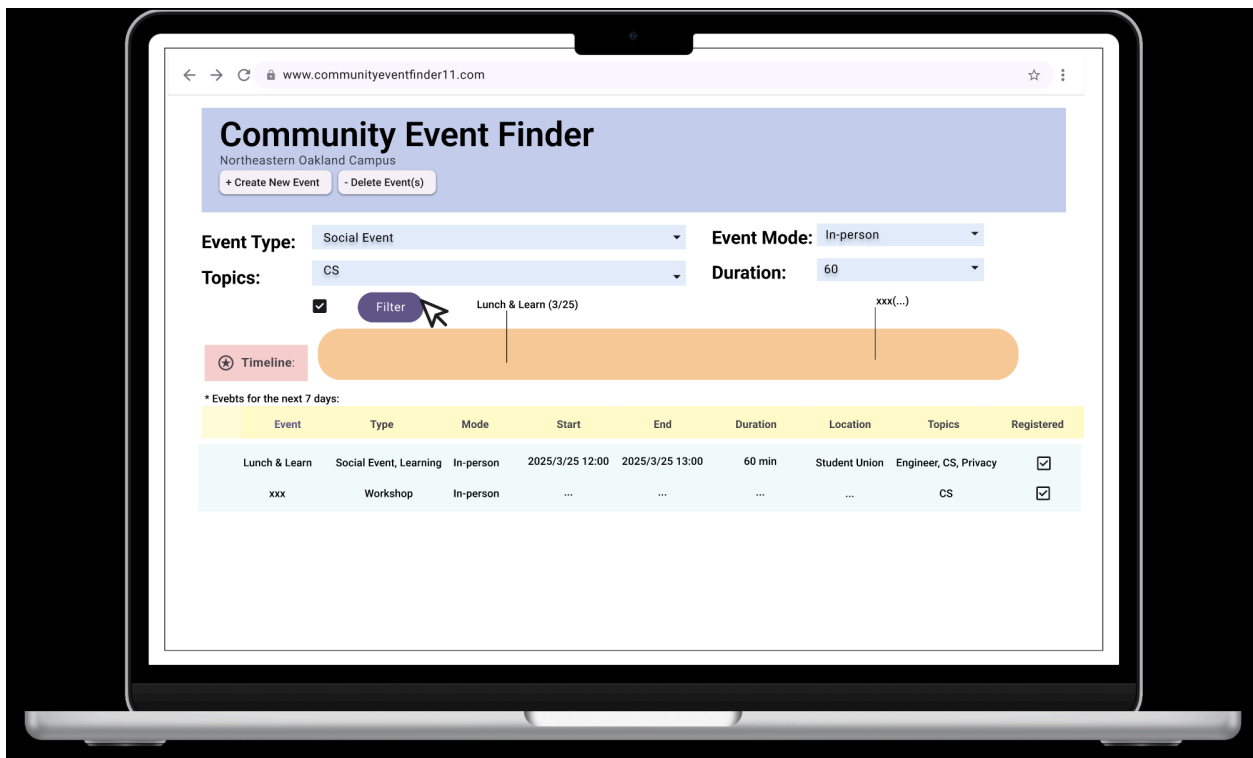 www.communityeventfinder11.com
Community Event Finder
Northeastern Oakland Campus
+ Create New Event - Delete Event(s)
Event Type: Social Event Event Mode: In-person
Topics: CS Duration: 60
Filter Lunch & Learn (3/25) xxx(...)
Timeline:
* Evebts for the next 7 days:
Event Type Mode Start End Duration Location Topics Registered
Lunch & Learn Social Event, Learning In-person 2025/3/25 12:00 2025/3/25 13:00 60 min Student Union Engineer, CS, Privacy
xxx Workshop In-person ... ... ... ... CS